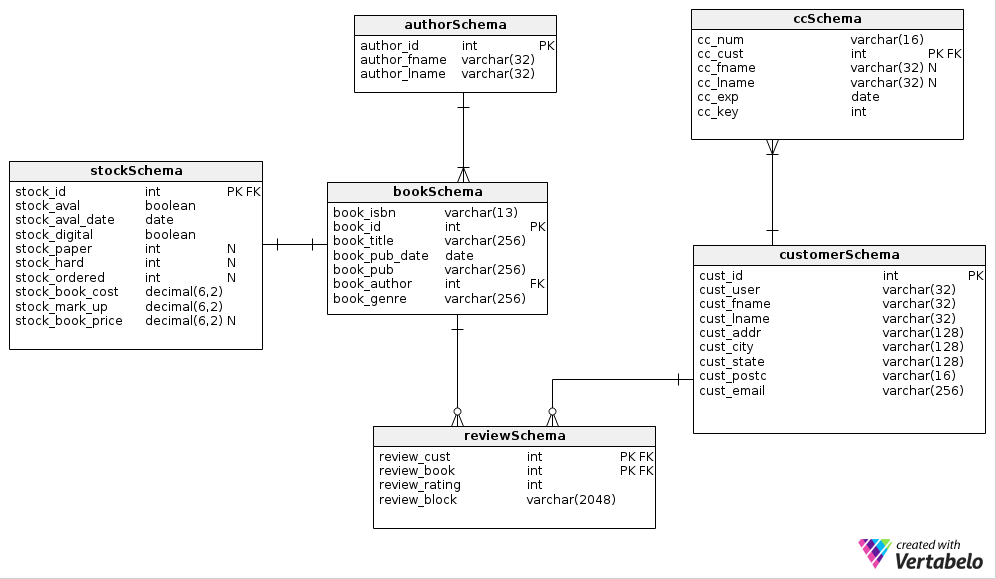 authorSchema
author_id int PK
author_fname varchar(32)
author_lname varchar(32)
ccSchema
cc_num varchar(16)
cc_cust int PK FK
cc_fname varchar(32) N
cc_lname varchar(32) N
cc_exp date
cc_key int
stockSchema
stock_id int PK FK
stock_aval boolean
stock_aval_date date
stock_digital boolean
stock_paper int N
stock_hard int N
stock_ordered int N
stock_book_cost decimal(6,2)
stock_mark_up decimal(6,2)
stock_book_price decimal(6,2) N
bookSchema
book_isbn varchar(13)
book_id int PK
book_title varchar(256)
book_pub_date date
book_pub varchar(256)
book_author int FK
book_genre varchar(256)
customerSchema
cust_id int PK
cust_user varchar(32)
cust_fname varchar(32)
cust_lname varchar(32)
cust_addr varchar(128)
cust_city varchar(128)
cust_state varchar(128)
cust_postc varchar(16)
cust_email varchar(256)
reviewSchema
review_cust int PK FK
review_book int PK FK
review_rating int
review_block varchar(2048)
created with
Vertabelo